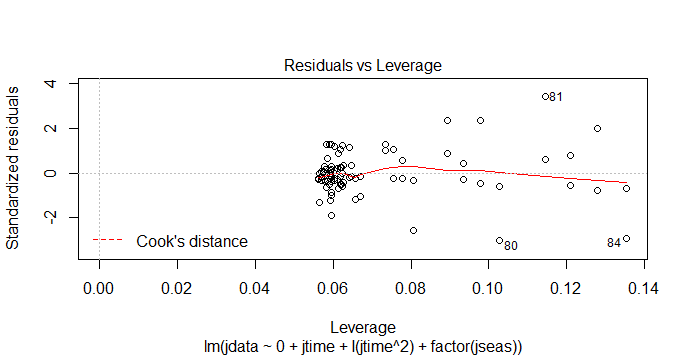 Residuals vs Leverage
Standardized residuals
4
2
0
-2
81
80
84
Cook's distance
0.00 0.02 0.04 0.06 0.08 0.10 0.12 0.14
Leverage
lm(jdata ~ 0 + jtime + I(jtime^2) + factor(jseas))